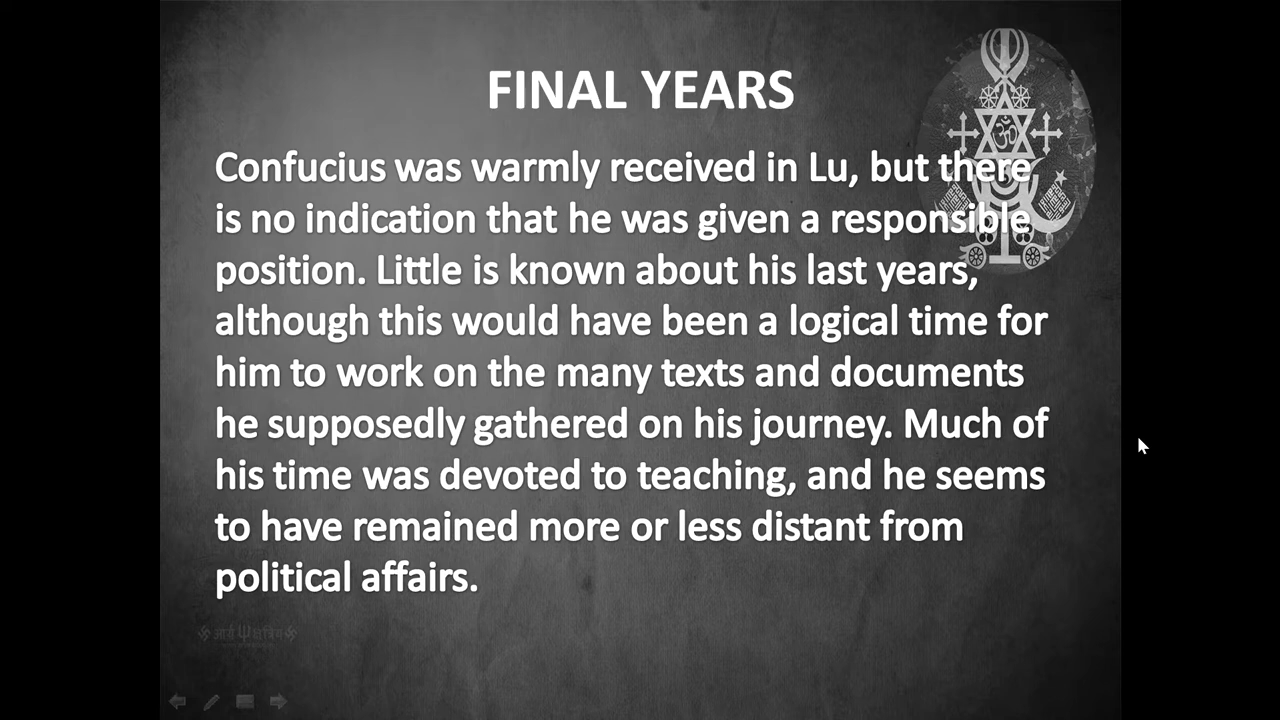 FINAL YEARS
Confucius was warmly received in Lu, but there
is no indication that he was given a responsible
position. Little is known about his last years,
although this would have been a logical time for
him to work on the many texts and documents
he supposedly gathered on his journey. Much of
his time was devoted to teaching, and he seems
to have remained more or less distant from
political affairs.